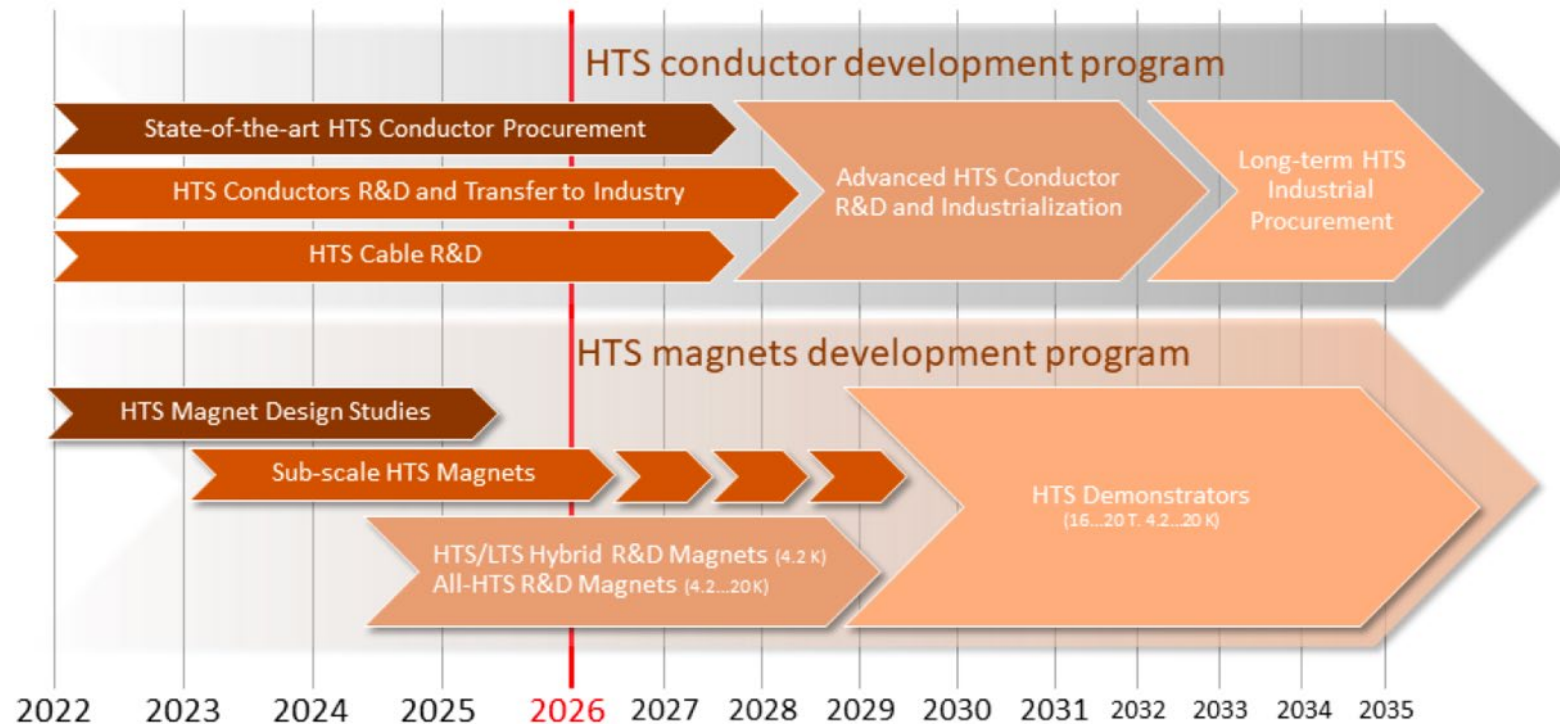 HTS conductor development program
State-of-the-art HTS Conductor Procurement
HTS Conductors R&D and Transfer to Industry
HTS Cable R&D
Advanced HTS Conductor
R&D and Industrialization
Long-term HTS
Industrial
Procurement
HTS magnets development program
HTS Magnet Design Studies
Sub-scale HTS Magnets
HTS/LTS Hybrid R&D Magnets (4.2 K)
All-HTS R&D Magnets (4.2...20 K)
HTS Demonstrators
(16...20 T. 4.2...20 K)
2022 2023 2024 2025 2026 2027 2028 2029 2030 2031 2032 2033 2034 2035